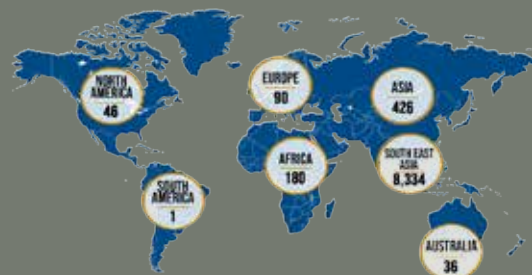 NORTH
AMERICA
46
EUROPE
90
ASIA
426
AFRICA
180
SOUTH EAST
ASIA
8,334
SOUTH
AMERICA
1
AUSTRALIA
36